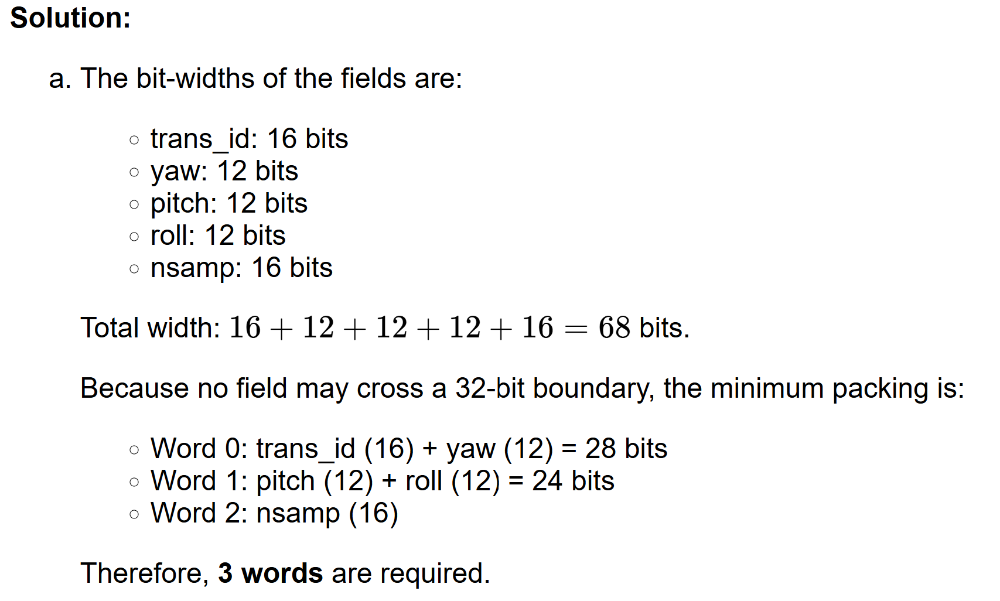 Solution:
a. The bit-widths of the fields are:
○ trans_id: 16 bits
○ yaw: 12 bits
○ pitch: 12 bits
○ roll: 12 bits
○ nsamp: 16 bits
Total width: 16 + 12 + 12 + 12 + 16 = 68 bits.
Because no field may cross a 32-bit boundary, the minimum packing is:
○ Word 0: trans_id (16) + yaw (12) = 28 bits
○ Word 1: pitch (12) + roll (12) = 24 bits
○ Word 2: nsamp (16)
Therefore, 3 words are required.